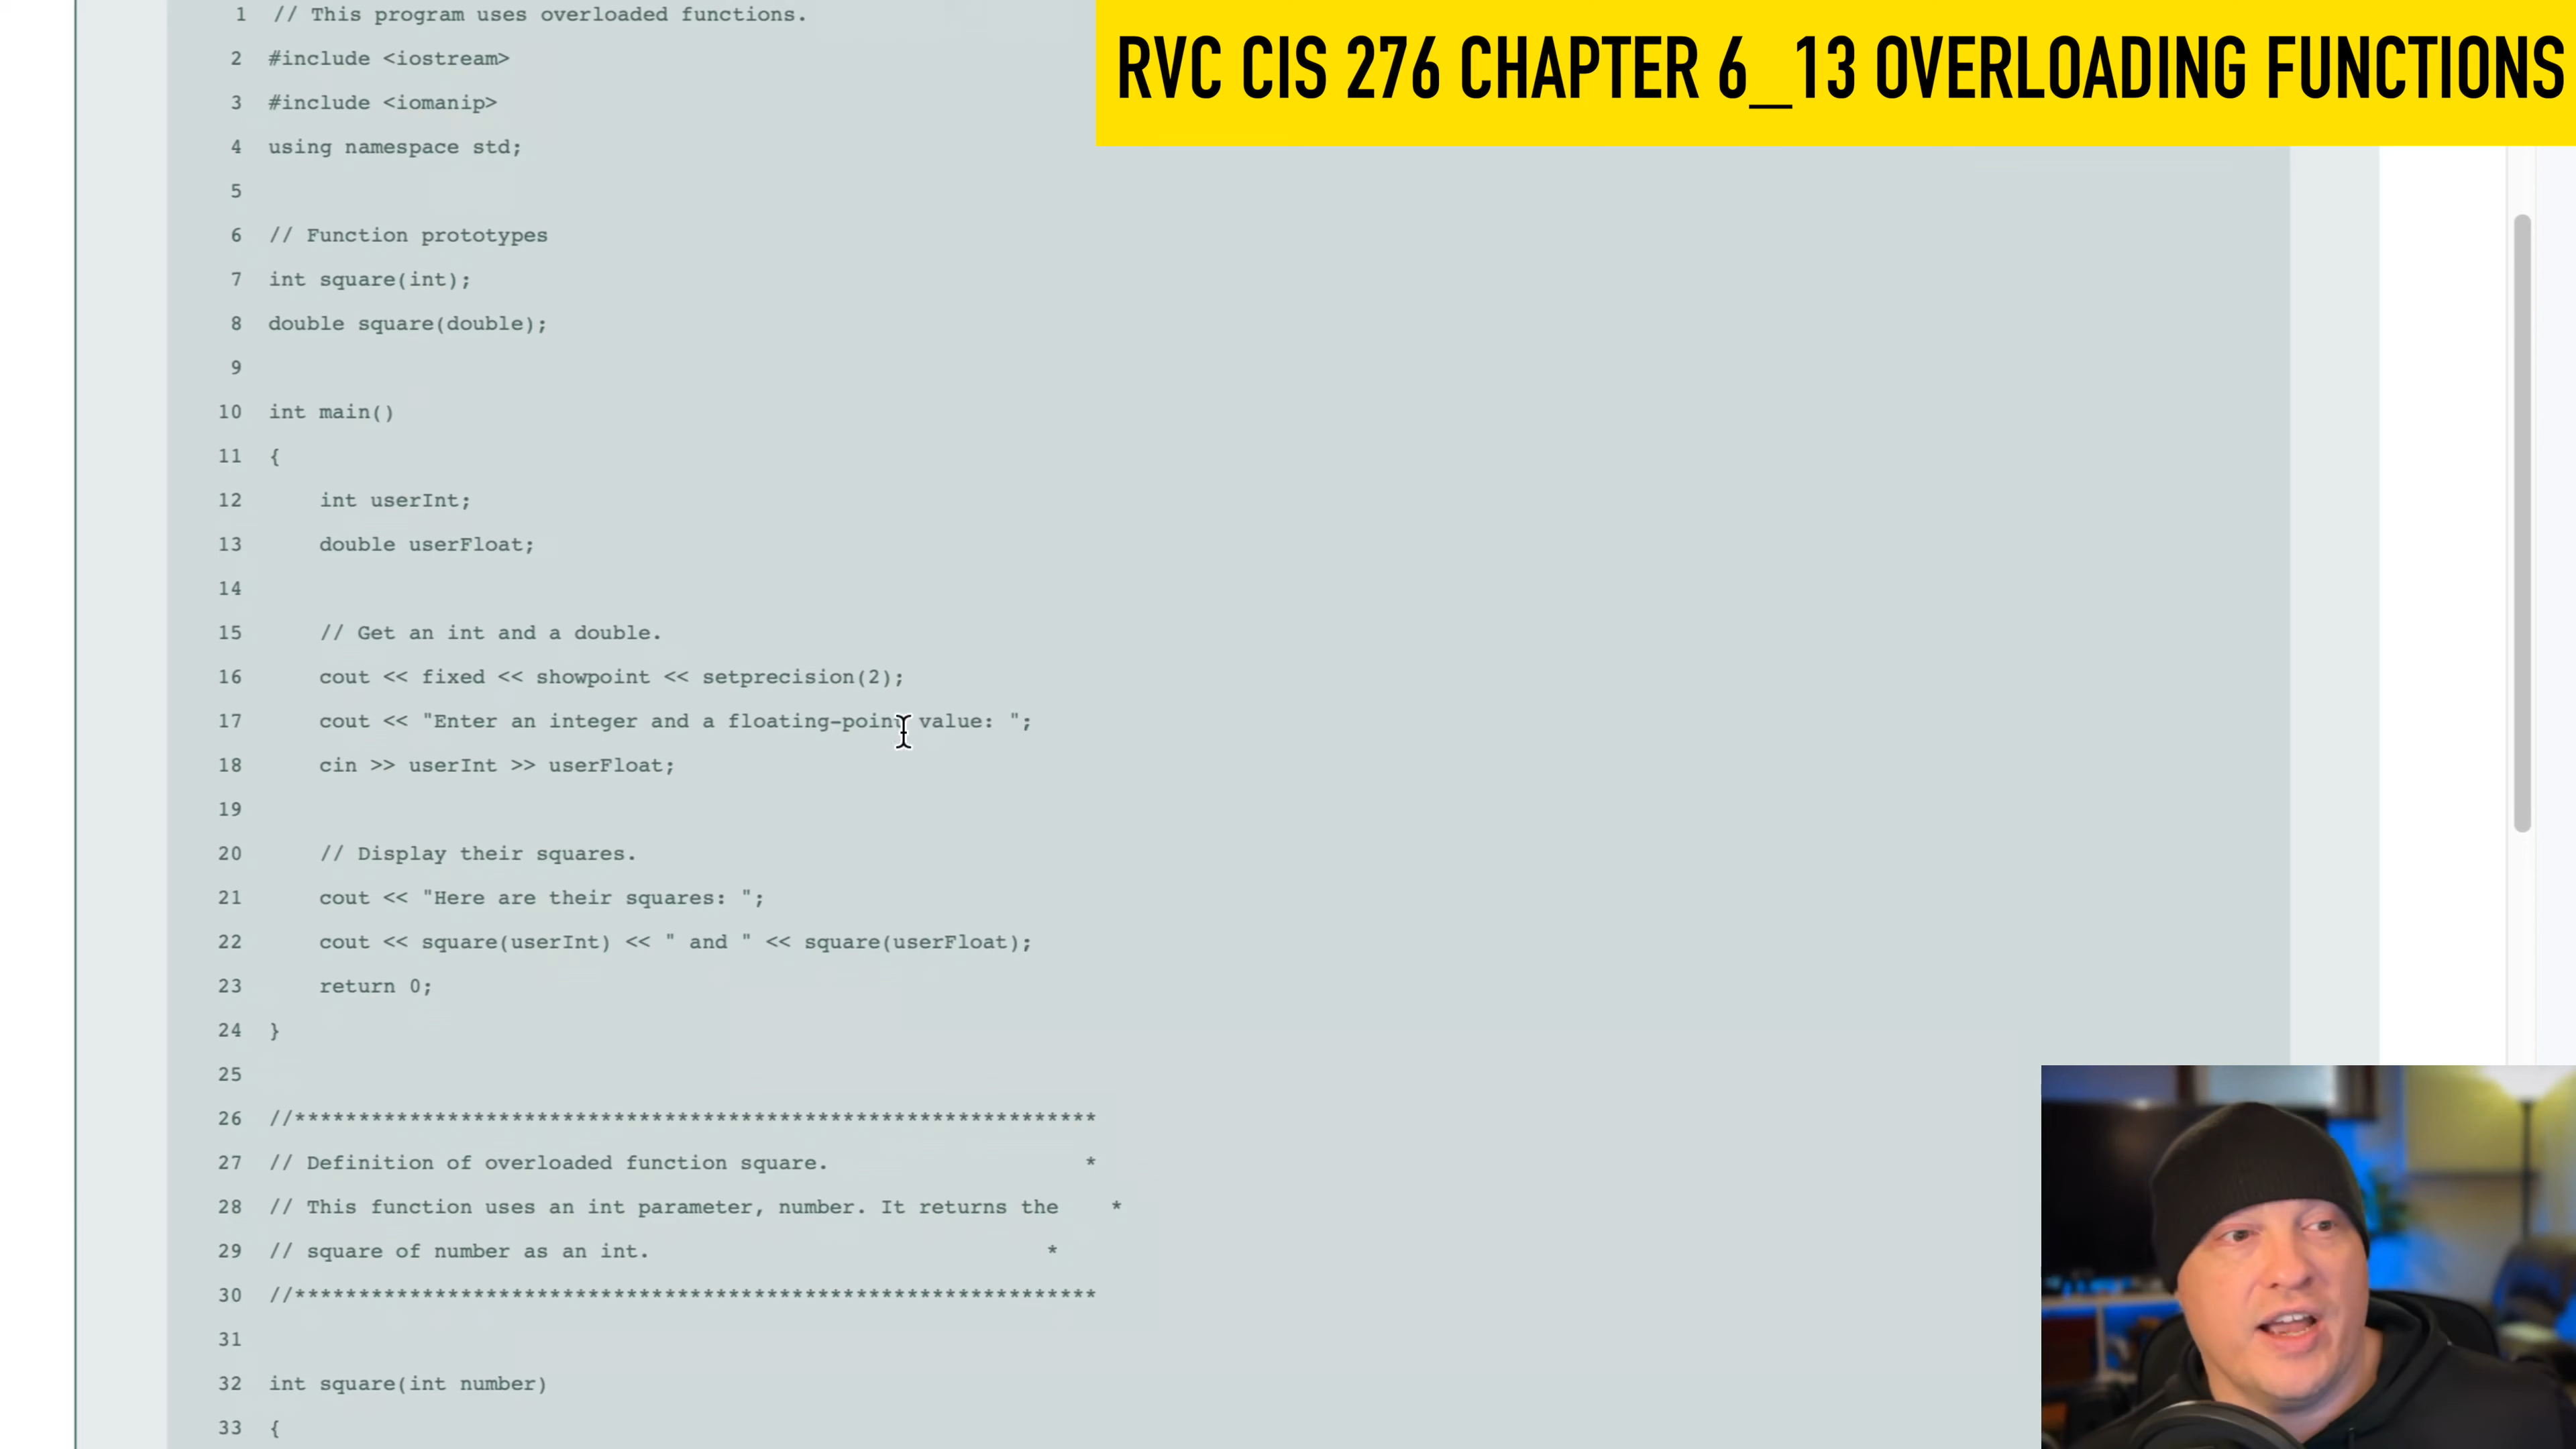 1 // This program uses overloaded functions.
RVC CIS 276 CHAPTER 6_13 OVERLOADING FUNCTIONS
2 #include <iostream>
3 #include <iomanip>
4 using namespace std;
5
6 // Function prototypes
7 int square(int);
8 double square(double);
9
10 int main()
11 {
12     int userInt;
13     double userFloat;
14
15     // Get an int and a double.
16     cout << fixed << showpoint << setprecision(2);
17     cout << "Enter an integer and a floating-point value: ";
18     cin >> userInt >> userFloat;
19
20     // Display their squares.
21     cout << "Here are their squares: ";
22     cout << square(userInt) << " and " << square(userFloat);
23     return 0;
24 }
25
26 //***************************************************************
27 // Definition of overloaded function square.                    *
28 // This function uses an int parameter, number. It returns the    *
29 // square of number as an int.                               *
30 //***************************************************************
31
32 int square(int number)
33 {